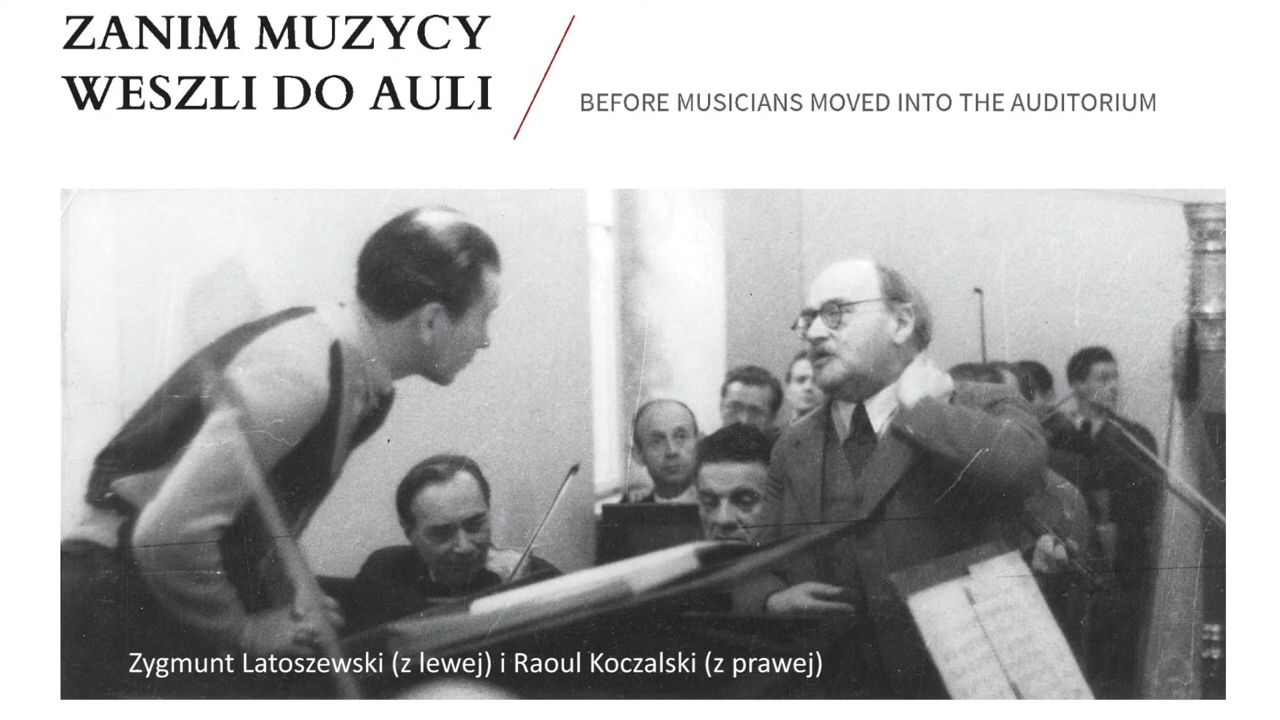 ZANIM MUZYCY
WESZLI DO AULI
BEFORE MUSICIANS MOVED INTO THE AUDITORIUM
Zygmunt Latoszewski (z lewej) i Raoul Koczalski (z prawej)